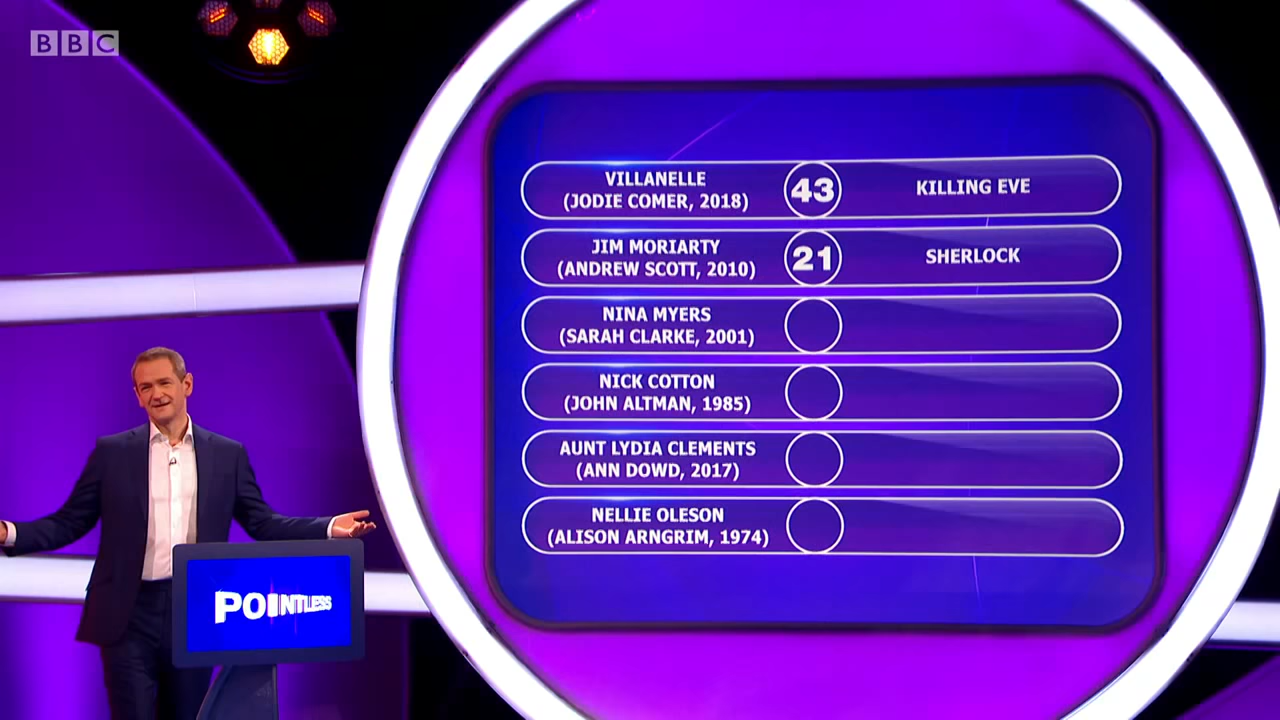 BBC
VILLANELLE
(JODIE COMER, 2018)
43
KILLING EVE
JIM MORIARTY
(ANDREW SCOTT, 2010)
21
SHERLOCK
NINA MYERS
(SARAH CLARKE, 2001)
NICK COTTON
(JOHN ALTMAN, 1985)
AUNT LYDIA CLEMENTS
(ANN DOWD, 2017)
NELLIE OLESON
(ALISON ARNGRIM, 1974)
POINTLESS